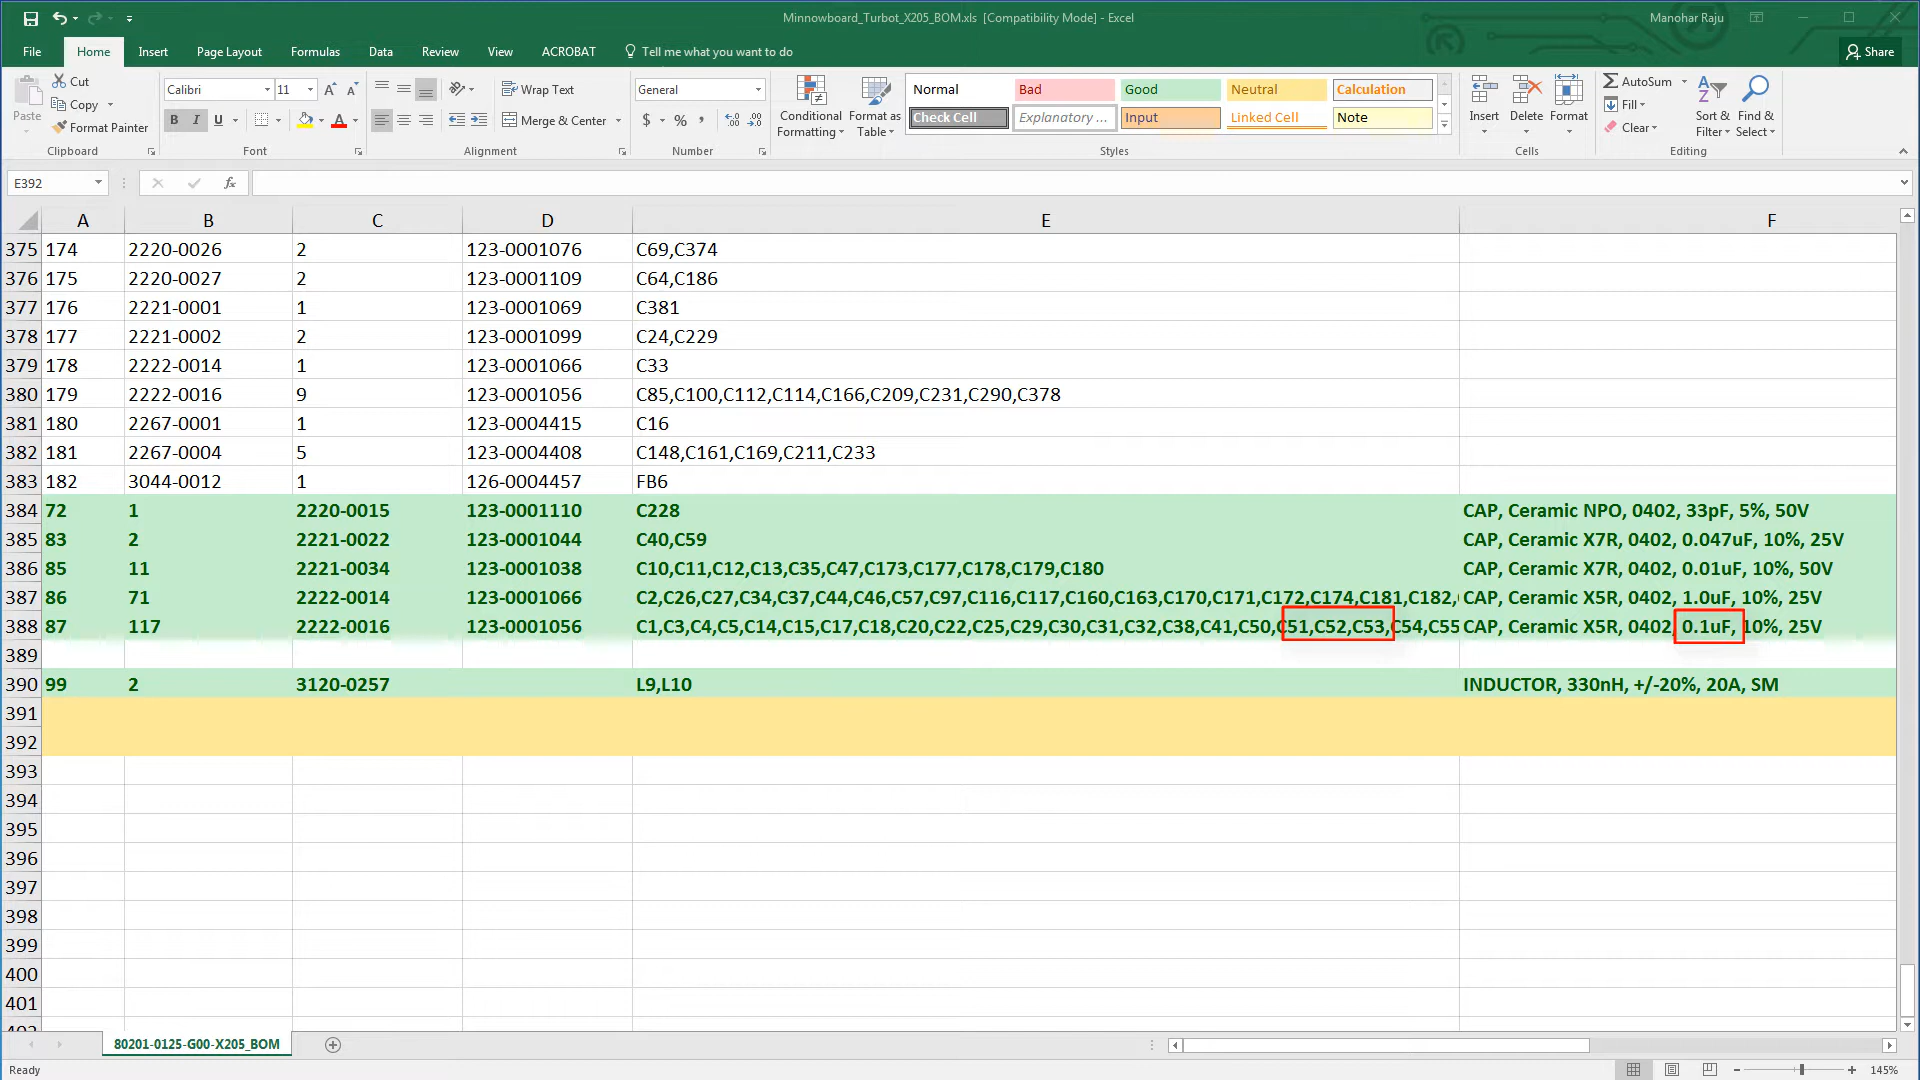 Minnowboard_Turbot_X205_BOM.xls [Compatibility Mode] - Excel
Manohar Raju
File Home Insert Page Layout Formulas Data Review View ACROBAT Tell me what you want to do
Share
Paste
Cut
Copy
Format Painter
Clipboard
Calibri 11
B I U
Font
Wrap Text
Merge & Center
Alignment
General
$ % ,
Number
Conditional Formatting
Format as Table
Normal Bad Good Neutral Calculation
Check Cell Explanatory ... Input Linked Cell Note
Styles
Insert Delete Format
Cells
AutoSum
Fill
Clear
Sort & Filter
Find & Select
Editing
E392
fx
A B C D E F
375 174 2220-0026 2 123-0001076 C69,C374
376 175 2220-0027 2 123-0001109 C64,C186
377 176 2221-0001 1 123-0001069 C381
378 177 2221-0002 2 123-0001099 C24,C229
379 178 2222-0014 1 123-0001066 C33
380 179 2222-0016 9 123-0001056 C85,C100,C112,C114,C166,C209,C231,C290,C378
381 180 2267-0001 1 123-0004415 C16
382 181 2267-0004 5 123-0004408 C148,C161,C169,C211,C233
383 182 3044-0012 1 126-0004457 FB6
384 72 1 2220-0015 123-0001110 C228 CAP, Ceramic NPO, 0402, 33pF, 5%, 50V
385 83 2 2221-0022 123-0001044 C40,C59 CAP, Ceramic X7R, 0402, 0.047uF, 10%, 25V
386 85 11 2221-0034 123-0001038 C10,C11,C12,C13,C35,C47,C173,C177,C178,C179,C180 CAP, Ceramic X7R, 0402, 0.01uF, 10%, 50V
387 86 71 2222-0014 123-0001066 C2,C26,C27,C34,C37,C44,C46,C57,C97,C116,C117,C160,C163,C170,C171,C172,C174,C181,C182, CAP, Ceramic X5R, 0402, 1.0uF, 10%, 25V
388 87 117 2222-0016 123-0001056 C1,C3,C4,C5,C14,C15,C17,C18,C20,C22,C25,C29,C30,C31,C32,C38,C41,C50,C51,C52,C53,C54,C55 CAP, Ceramic X5R, 0402, 0.1uF, 10%, 25V
389
390 99 2 3120-0257 L9,L10 INDUCTOR, 330nH, +/-20%, 20A, SM
391
392
393
394
395
396
397
398
399
400
401
80201-0125-G00-X205_BOM
Ready
145%